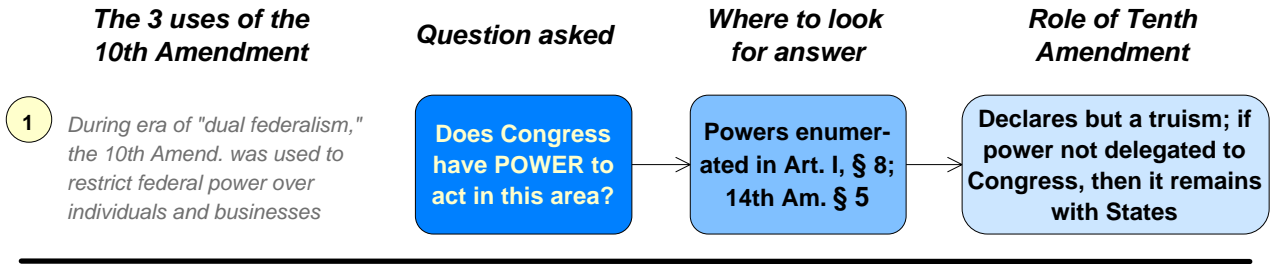 The 3 uses of the
10th Amendment
Question asked
Where to look
for answer
Role of Tenth
Amendment
1
During era of "dual federalism,"
the 10th Amend. was used to
restrict federal power over
individuals and businesses
Does Congress
have POWER to
act in this area?
Powers enumer-
ated in Art. I, § 8;
14th Am. § 5
Declares but a truism; if
power not delegated to
Congress, then it remains
with States